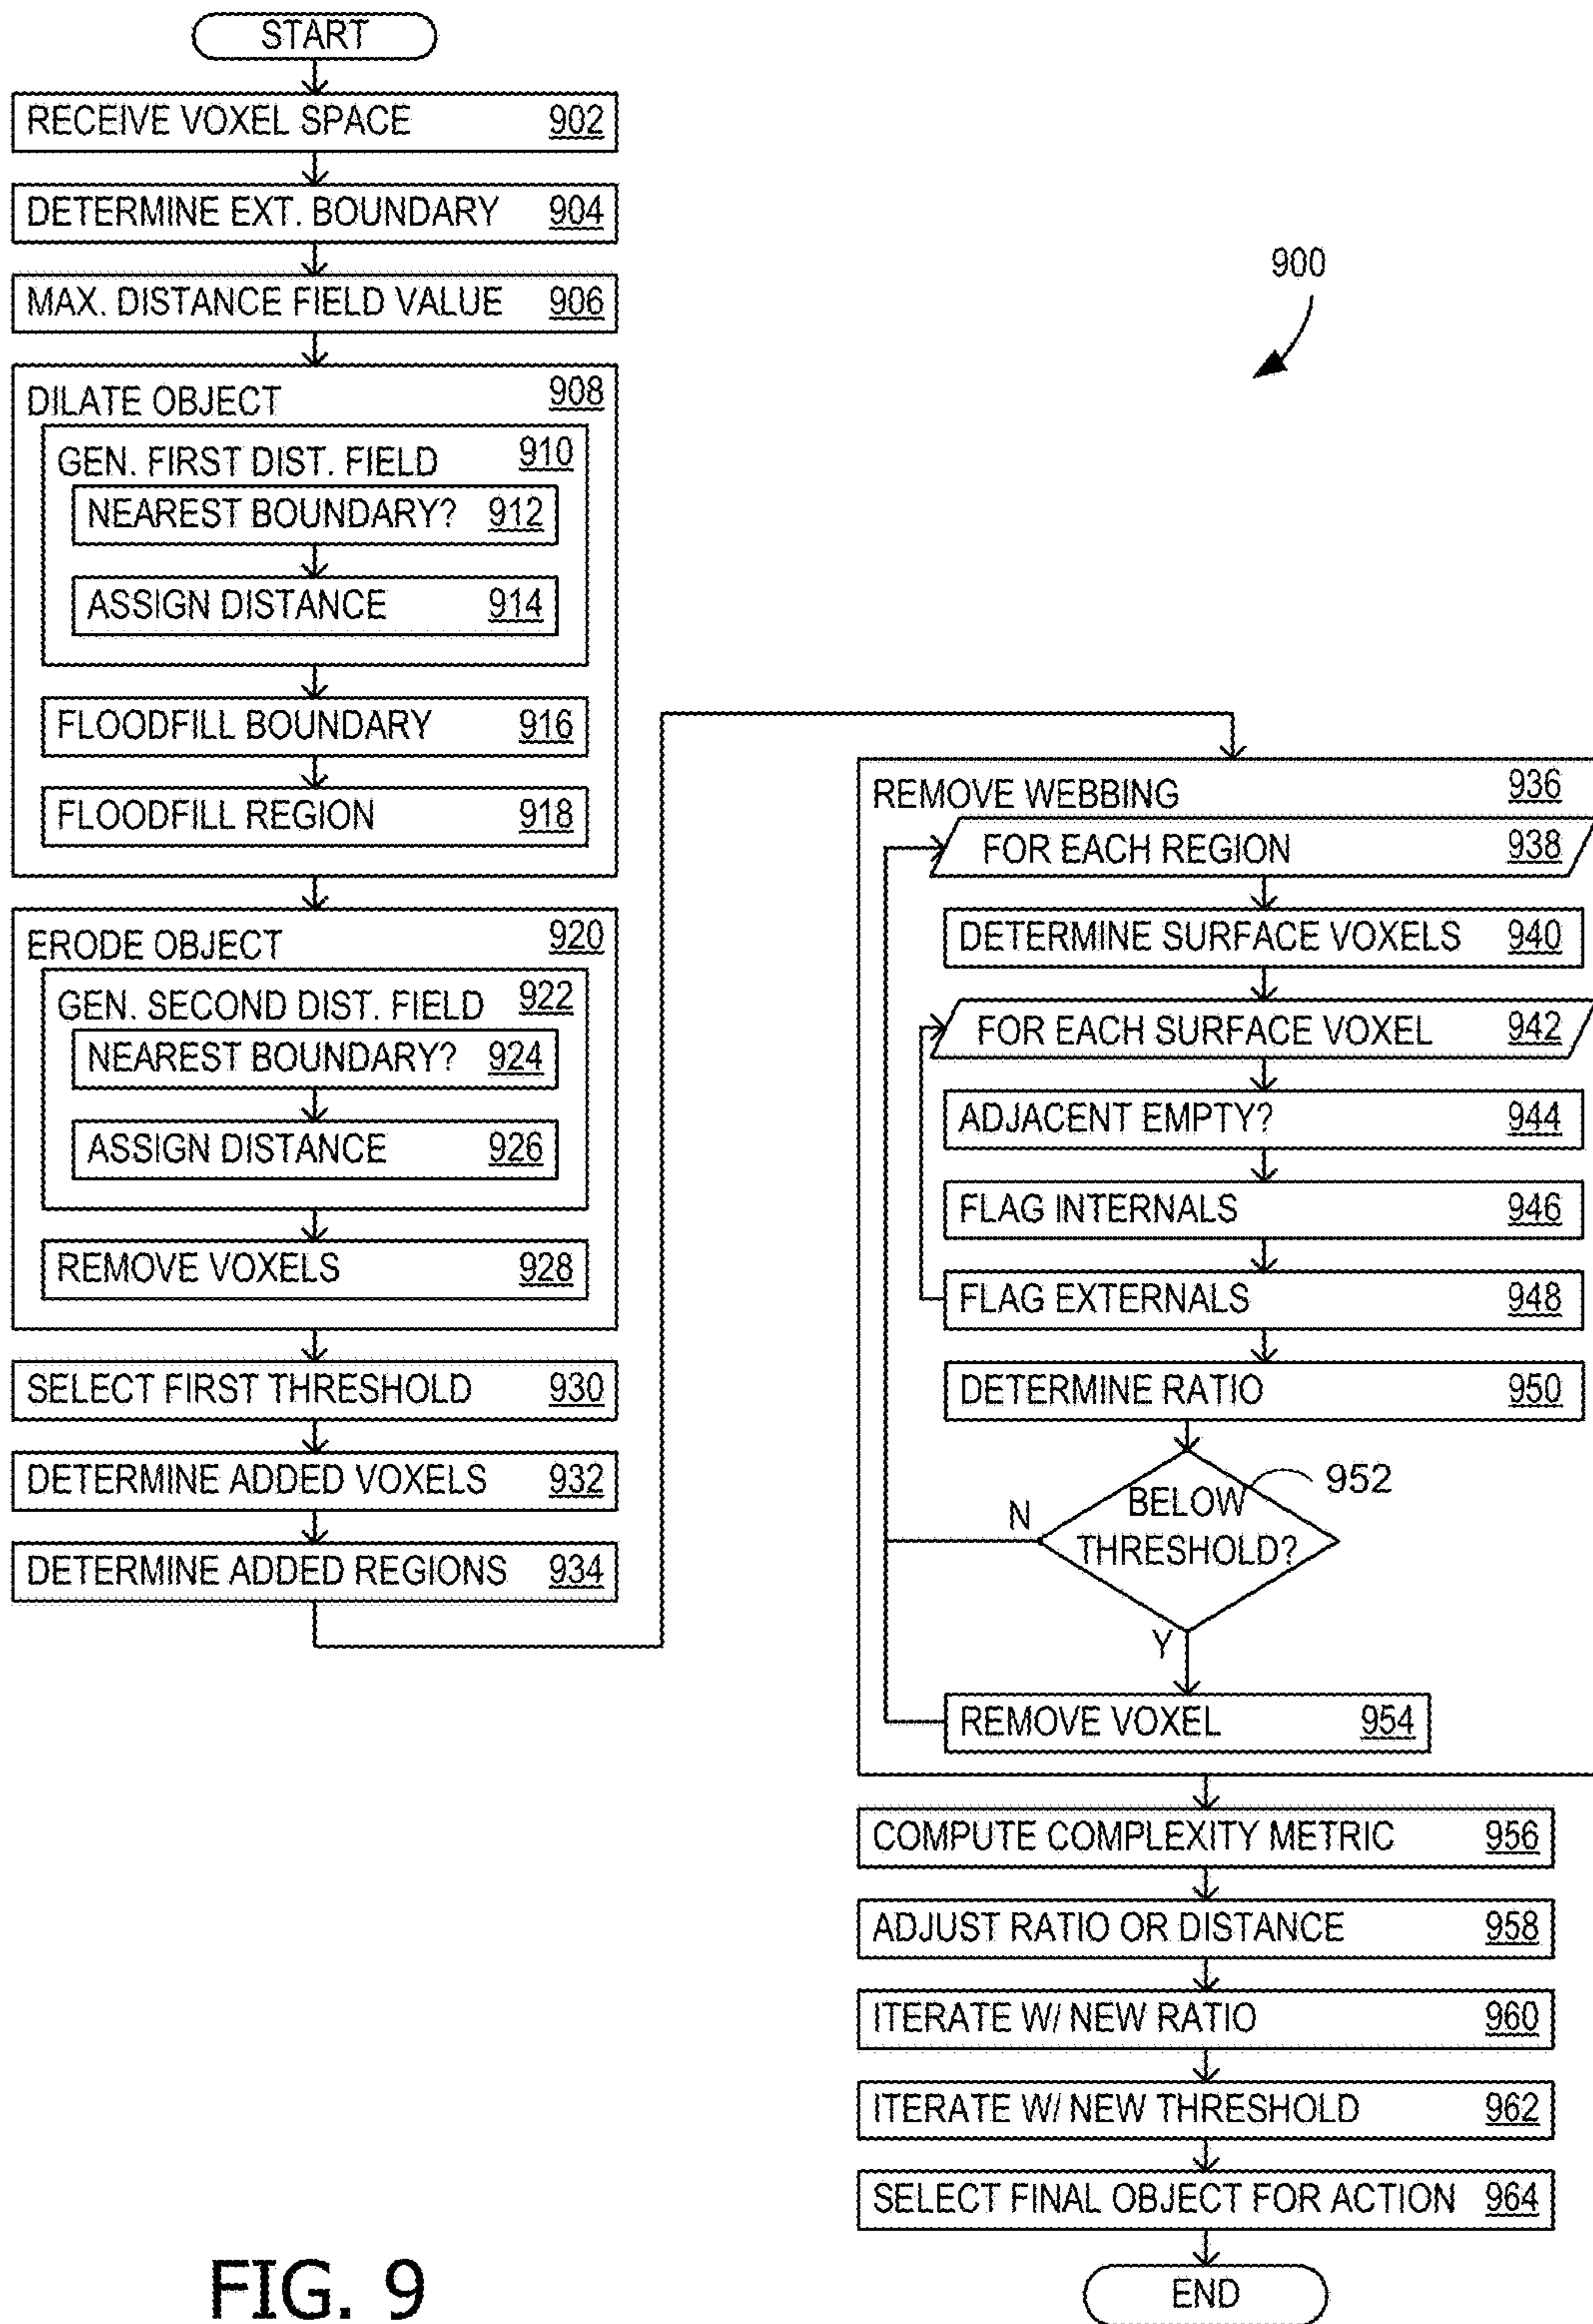 START
RECEIVE VOXEL SPACE 902
DETERMINE EXT. BOUNDARY 904
MAX. DISTANCE FIELD VALUE 906
DILATE OBJECT 908
GEN. FIRST DIST. FIELD 910
NEAREST BOUNDARY? 912
ASSIGN DISTANCE 914
FLOODFILL BOUNDARY 916
FLOODFILL REGION 918
ERODE OBJECT 920
GEN. SECOND DIST. FIELD 922
NEAREST BOUNDARY? 924
ASSIGN DISTANCE 926
REMOVE VOXELS 928
SELECT FIRST THRESHOLD 930
DETERMINE ADDED VOXELS 932
DETERMINE ADDED REGIONS 934
900
REMOVE WEBBING 936
FOR EACH REGION 938
DETERMINE SURFACE VOXELS 940
FOR EACH SURFACE VOXEL 942
ADJACENT EMPTY? 944
FLAG INTERNALS 946
FLAG EXTERNALS 948
DETERMINE RATIO 950
952
BELOW
THRESHOLD?
N
Y
REMOVE VOXEL 954
COMPUTE COMPLEXITY METRIC 956
ADJUST RATIO OR DISTANCE 958
ITERATE W/ NEW RATIO 960
ITERATE W/ NEW THRESHOLD 962
SELECT FINAL OBJECT FOR ACTION 964
END
FIG. 9